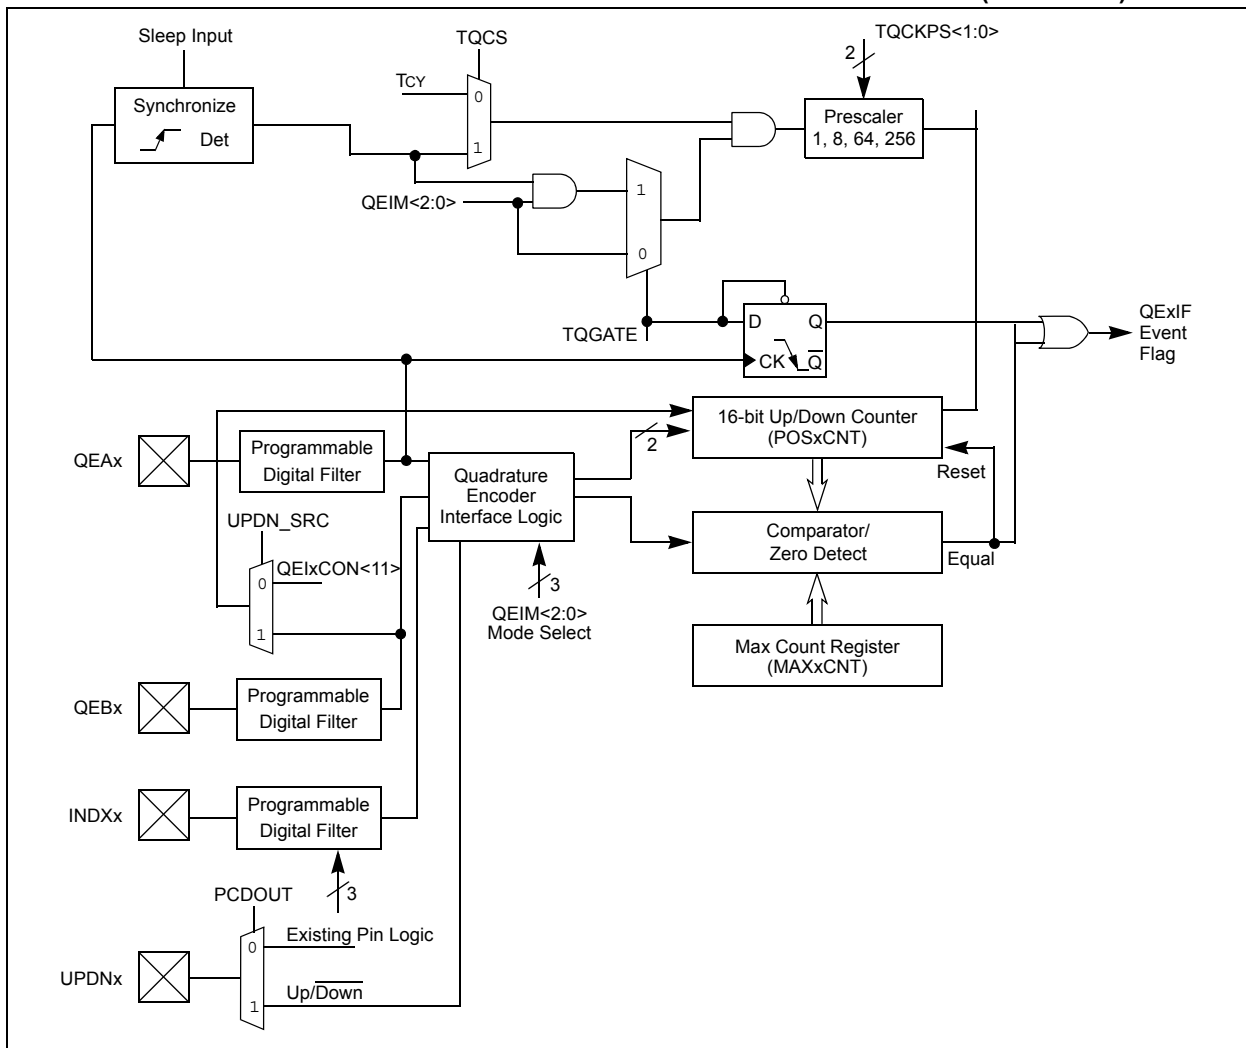 Sleep Input
TQCS
TQCKPS<1:0>
2
TCY
0
Synchronize
Det
1
Prescaler
1, 8, 64, 256
QEIM<2:0>
1
0
TQGATE
D
Q
CK
Q̅
QExIF
Event
Flag
16-bit Up/Down Counter
(POSxCNT)
2
Reset
QEAx
Programmable
Digital Filter
Quadrature
Encoder
Interface Logic
UPDN_SRC
QEIxCON<11>
0
1
Comparator/
Zero Detect
Equal
3
QEIM<2:0>
Mode Select
Max Count Register
(MAXxCNT)
QEBx
Programmable
Digital Filter
INDXx
Programmable
Digital Filter
3
PCDOUT
Existing Pin Logic
0
UPDNx
Up/D̅o̅w̅n̅
1